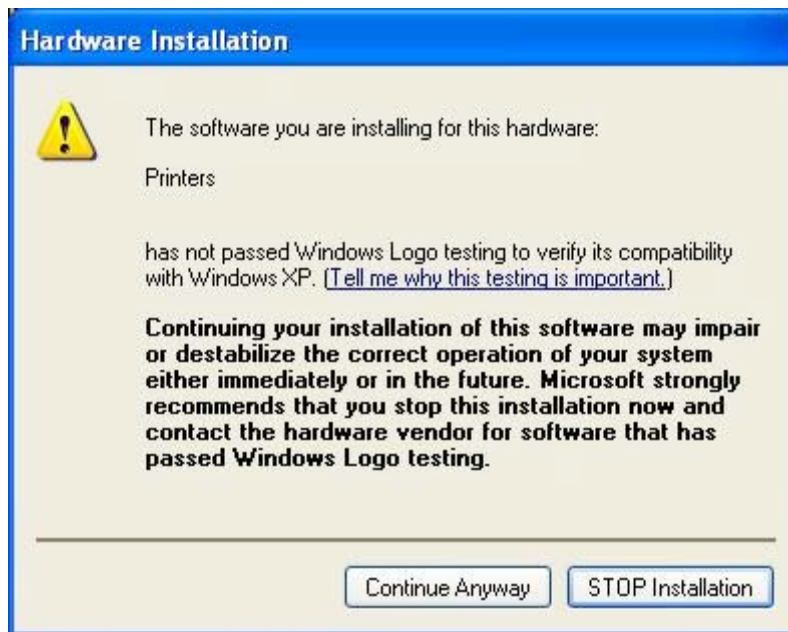 Hardware Installation
The software you are installing for this hardware:
Printers
has not passed Windows Logo testing to verify its compatibility
with Windows XP. (Tell me why this testing is important.)
Continuing your installation of this software may impair
or destabilize the correct operation of your system
either immediately or in the future. Microsoft strongly
recommends that you stop this installation now and
contact the hardware vendor for software that has
passed Windows Logo testing.
Continue Anyway
STOP Installation